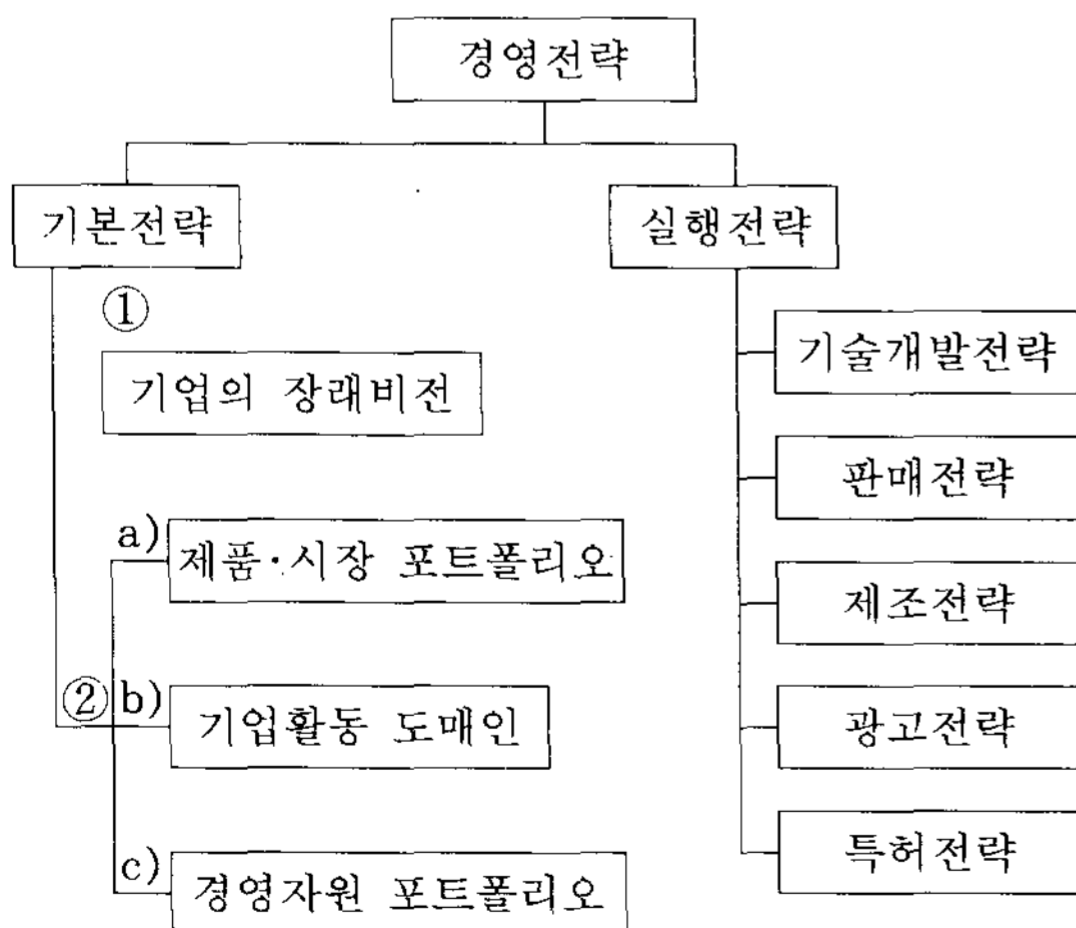 경영전략
기본전략
실행전략
①
기업의 장래비전
②
a) 제품·시장 포트폴리오
b) 기업활동 도매인
c) 경영자원 포트폴리오
기술개발전략
판매전략
제조전략
광고전략
특허전략